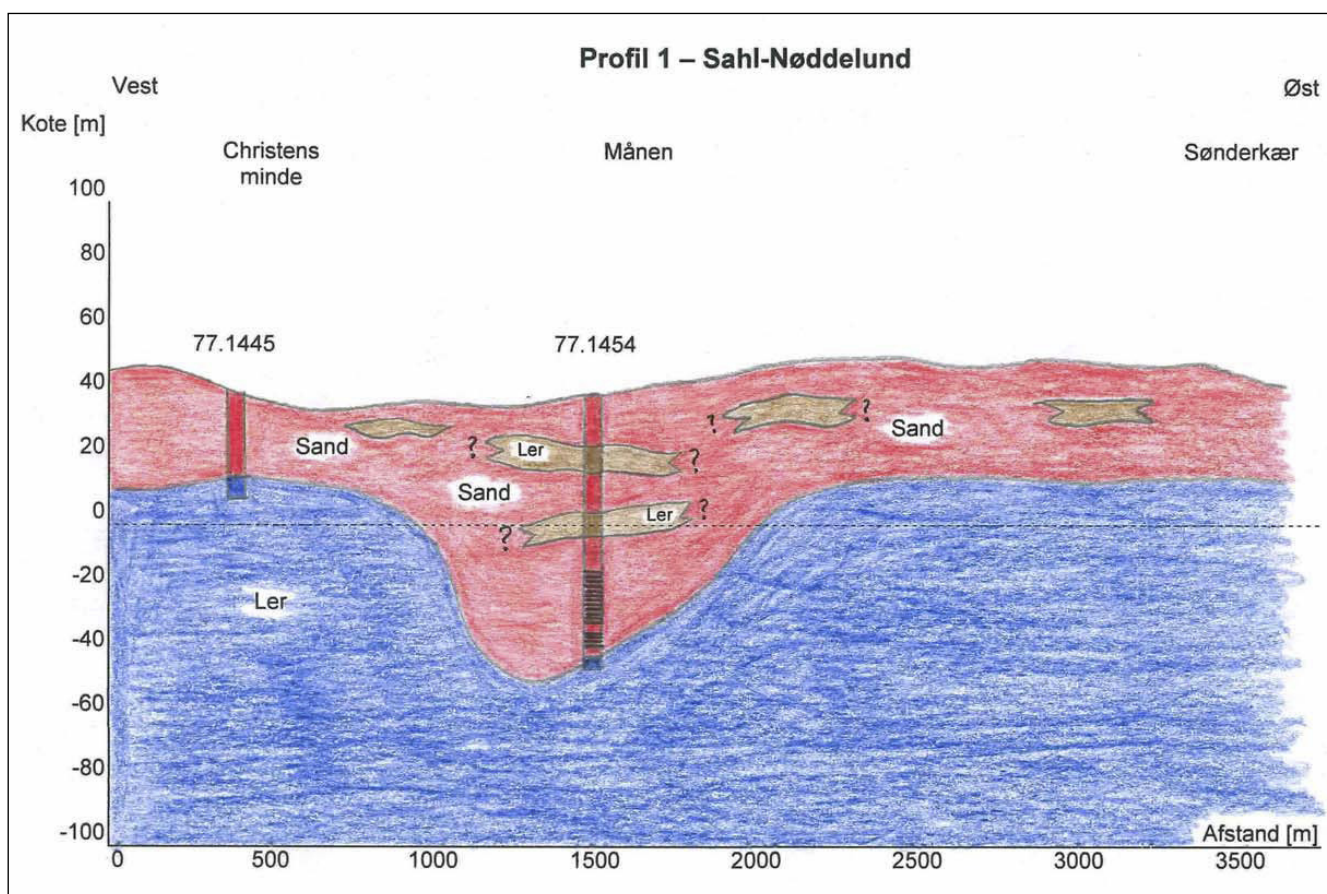 Profil 1 – Sahl-Nøddelund
Vest
Øst
Kote [m]
Christens
minde
Månen
Sønderkær
100
80
60
77.1445
77.1454
40
?
?
Sand
20
Sand
?
Ler
?
Sand
0
?
Ler
?
-20
Ler
-40
-60
-80
-100
Afstand [m]
0
500
1000
1500
2000
2500
3000
3500